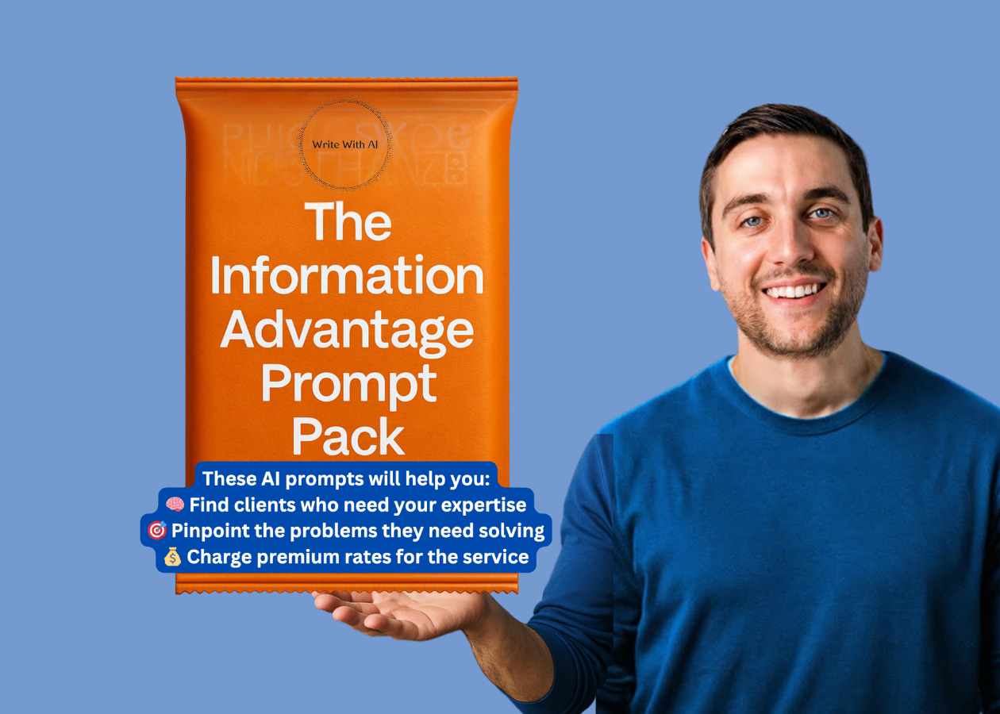 Write With AI
The
Information
Advantage
Prompt
Pack
These AI prompts will help you:
🧠 Find clients who need your expertise
🎯 Pinpoint the problems they need solving
💰 Charge premium rates for the service